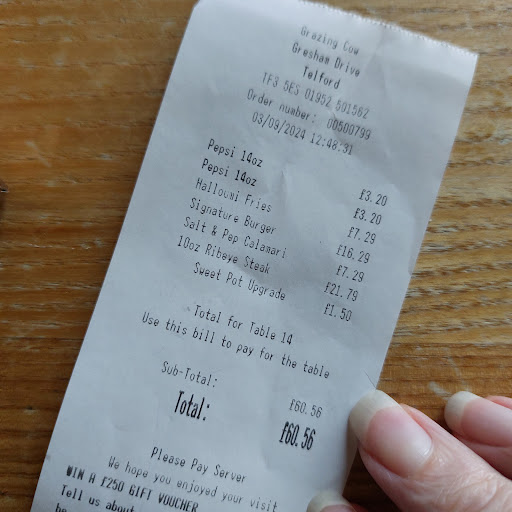 Grazing Cow
Gresham Drive
Telford
TF3 5ES 01952 501582
Order number: 00500799
03/09/2024 12:48:31
Pepsi 14oz £3.20
Pepsi 14oz £3.20
Halloumi Fries £7.29
Signature Burger £16.29
Salt & Pep Calamari £7.29
10oz Ribeye Steak £21.79
Sweet Pot Upgrade £1.50
Total for Table 14
Use this bill to pay for the table
Sub-Total: £60.56
Total: £60.56
Please Pay Server
We hope you enjoyed your visit
WIN A £250 GIFT VOUCHER
Tell us about